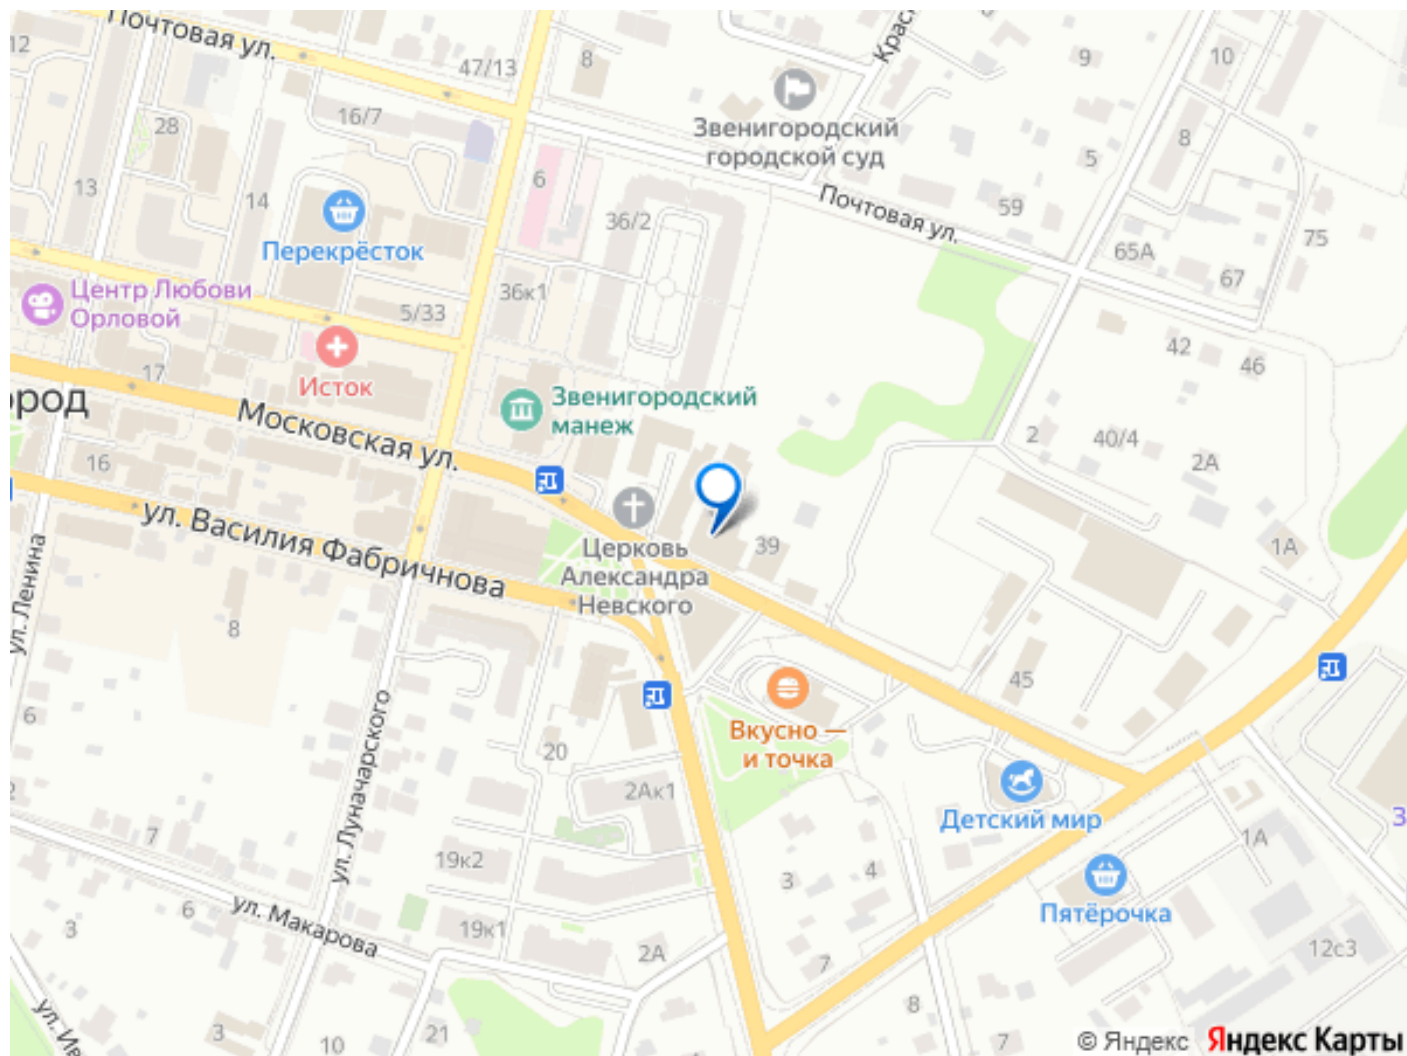 Почтовая ул.
12
47/13
8
Крас
9
10
16/7
28
Звенигородский
городской суд
8
5
6
13
14
36/2
59
Почтовая ул.
75
Перекрёсток
65А
67
Центр Любови
Орловой
36к1
5/33
42
46
17
Исток
ород
Звенигородский
манеж
Московская ул.
2
40/4
2А
16
ул. Василия Фабричнова
Церковь
Александра
Невского
39
1А
ул. Ленина
8
45
6
Вкусно —
и точка
20
2Ак1
ул. Луначарского
Детский мир
7
1А
З
19к2
3
4
Пятёрочка
6
ул. Макарова
3
19к1
2А
7
12с3
8
ул. Ив
3
10
21
7
© Яндекс Яндекс Карты